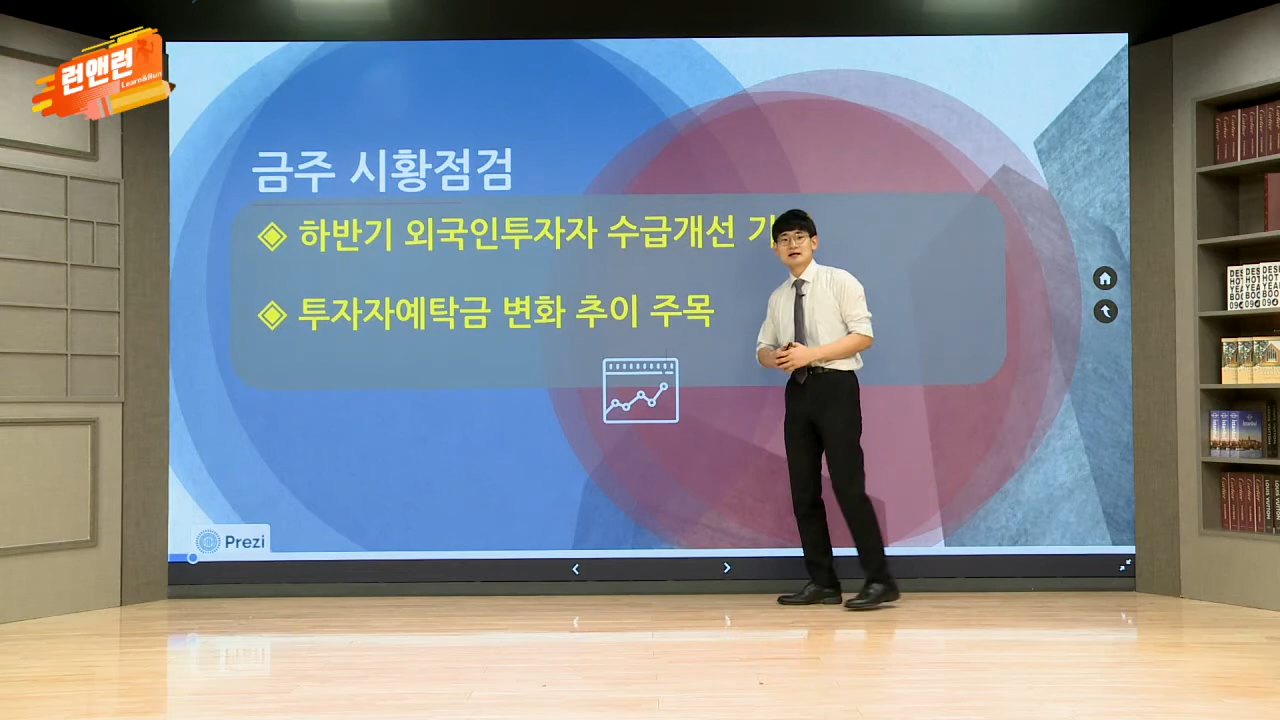 런앤런
Learn&Run
금주 시황점검
◈ 하반기 외국인투자자 수급개선
◈ 투자자예탁금 변화 추이 주목
Prezi